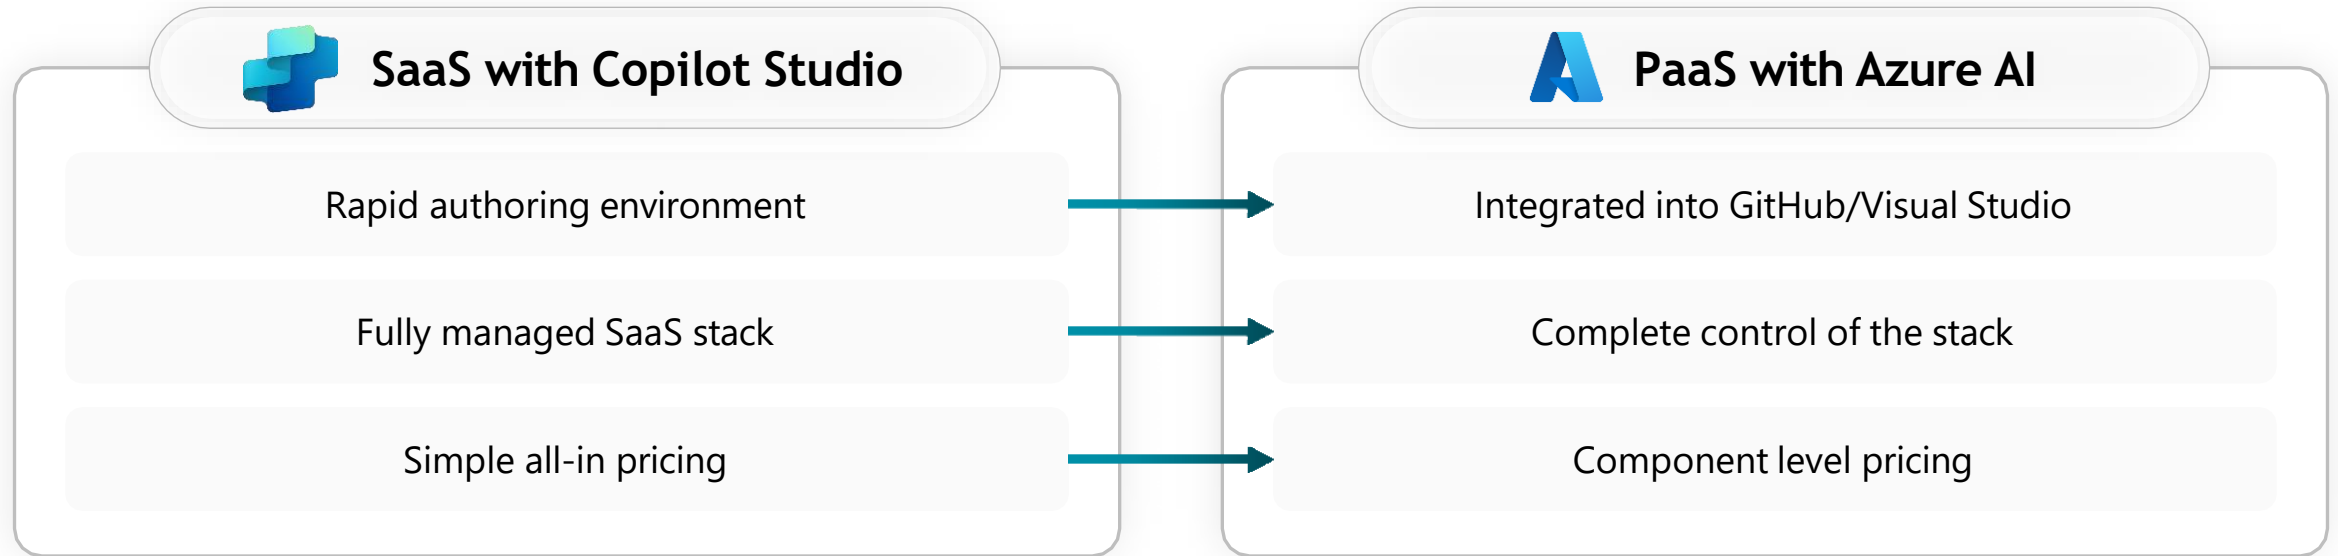 SaaS with Copilot Studio
Rapid authoring environment
Fully managed SaaS stack
Simple all-in pricing
PaaS with Azure AI
Integrated into GitHub/Visual Studio
Complete control of the stack
Component level pricing